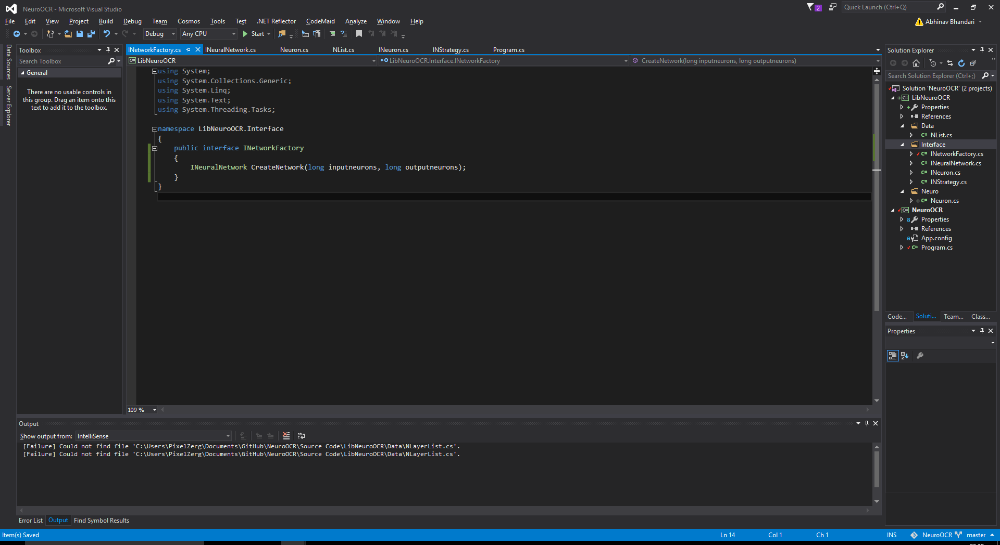 NeuroOCR - Microsoft Visual Studio
2
Quick Launch (Ctrl+Q)
File Edit View Project Build Debug Team Cosmos Tools Test .NET Reflector CodeMaid Analyze Window Help
Abhinav Bhandari
Debug Any CPU Start
Data Sources
Server Explorer
Toolbox
Search Toolbox
General
There are no usable controls in
this group. Drag an item onto this
text to add it to the toolbox.
INetworkFactory.cs INeuralNetwork.cs Neuron.cs NList.cs INeuron.cs INStrategy.cs Program.cs
LibNeuroOCR LibNeuroOCR.Interface.INetworkFactory CreateNetwork(long inputneurons, long outputneurons)
using System;
using System.Collections.Generic;
using System.Linq;
using System.Text;
using System.Threading.Tasks;
namespace LibNeuroOCR.Interface
{
public interface INetworkFactory
{
INeuralNetwork CreateNetwork(long inputneurons, long outputneurons);
}
}
109 %
Solution Explorer
Search Solution Explorer (Ctrl+;)
Solution 'NeuroOCR' (2 projects)
LibNeuroOCR
Properties
References
Data
C# NList.cs
Interface
C# INetworkFactory.cs
C# INeuralNetwork.cs
C# INeuron.cs
C# INStrategy.cs
Neuro
C# Neuron.cs
NeuroOCR
Properties
References
App.config
C# Program.cs
Code... Soluti... Team... Class...
Properties
Output
Show output from: IntelliSense
[Failure] Could not find file 'C:\Users\PixelZerg\Documents\GitHub\NeuroOCR\Source Code\LibNeuroOCR\Data\NLayerList.cs'.
[Failure] Could not find file 'C:\Users\PixelZerg\Documents\GitHub\NeuroOCR\Source Code\LibNeuroOCR\Data\NLayerList.cs'.
Error List Output Find Symbol Results
Item(s) Saved Ln 14 Col 1 Ch 1 INS NeuroOCR master